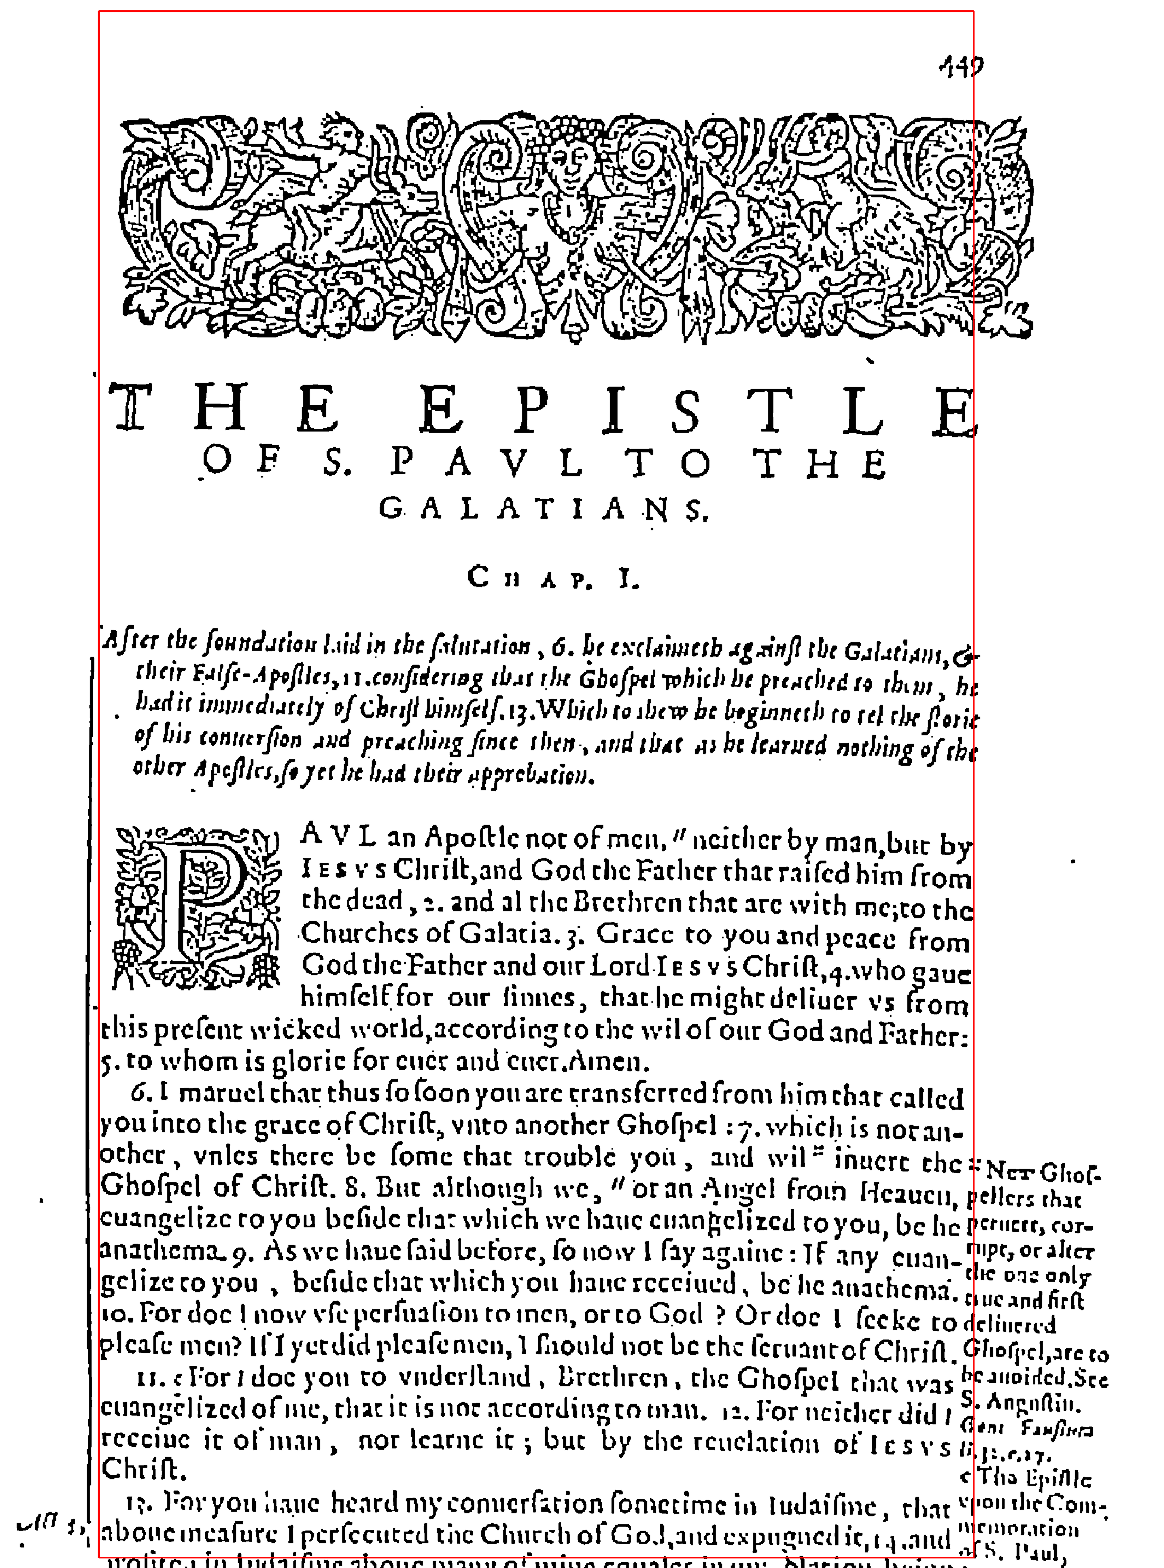 449
THE EPISTLE
OF S. PAVL TO THE
GALATIANS.
CHAP. I.
After the foundation laid in the ſalutation, 6. he exclaimeth againſt the Galatians, &
their Falſe-Apoſtles, 11. conſidering that the Ghoſpel which he preached to them, he
had it immediately of Chriſt himſelf. 13. Which to shew he beginneth to tel the ſtorie
of his conuerſion and preaching ſince then, and that as he learned nothing of the
other Apoſtles, ſo yet he had their approbation.
PAVL an Apoſtle not of men, " neither by man, but by
IESVS Chriſt, and God the Father that raiſed him from
the dead, 2. and al the Brethren that are with me; to the
Churches of Galatia. 3. Grace to you and peace from
God the Father and our Lord IESVS Chriſt, 4. who gaue
himſelf for our ſinnes, that he might deliuer vs from
this preſent wicked world, according to the wil of our God and Father:
5. to whom is glorie for euer and euer. Amen.
6. I maruel that thus ſo ſoon you are transferred from him that called
you into the grace of Chriſt, vnto another Ghoſpel: 7. which is not an-
other, vnles there be ſome that trouble you, and wil :: inuert the
Ghoſpel of Chriſt. 8. But although we, " or an Angel from Heauen,
euangelize to you beſide that which we haue euangelized to you, be he
anathema. 9. As we haue ſaid before, ſo now I ſay againe: If any euan-
gelize to you, beſide that which you haue receiued, be he anathema.
10. For doe I now vſe perſuaſion to men, or to God? Or doe I ſeeke to
pleaſe men? If I yet did pleaſe men, I ſhould not be the ſeruant of Chriſt.
11. c For I doe you to vnderſtand, Brethren, the Ghoſpel that was
euangelized of me, that it is not according to man. 12. For neither did I
receiue it of man, nor learne it; but by the reuelation of IESVS
Chriſt.
13. For you haue heard my conuerſation ſometime in Iudaiſme, that
aboue meaſure I perſecuted the Church of God, and expugned it, 14. and
:: New Ghoſ-
pellers that
peruert, cor-
rupt, or alter
the one only
true and firſt
deliuered
Ghoſpel, are to
be auoided. See
S. Auguſtin.
c The Epiſtle
vpon the Com-
memoration
of S. Paul,